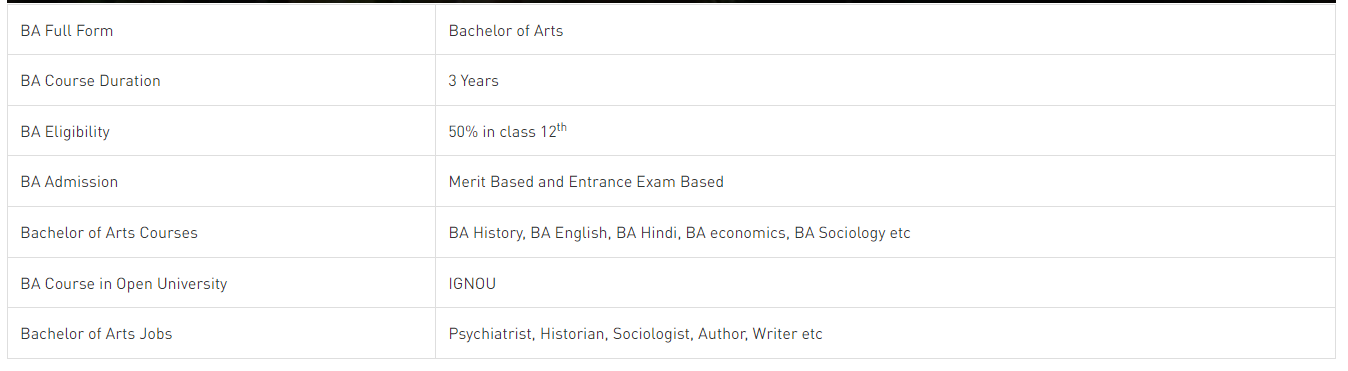 BA Full Form Bachelor of Arts
BA Course Duration 3 Years
BA Eligibility 50% in class 12th
BA Admission Merit Based and Entrance Exam Based
Bachelor of Arts Courses BA History, BA English, BA Hindi, BA economics, BA Sociology etc
BA Course in Open University IGNOU
Bachelor of Arts Jobs Psychiatrist, Historian, Sociologist, Author, Writer etc